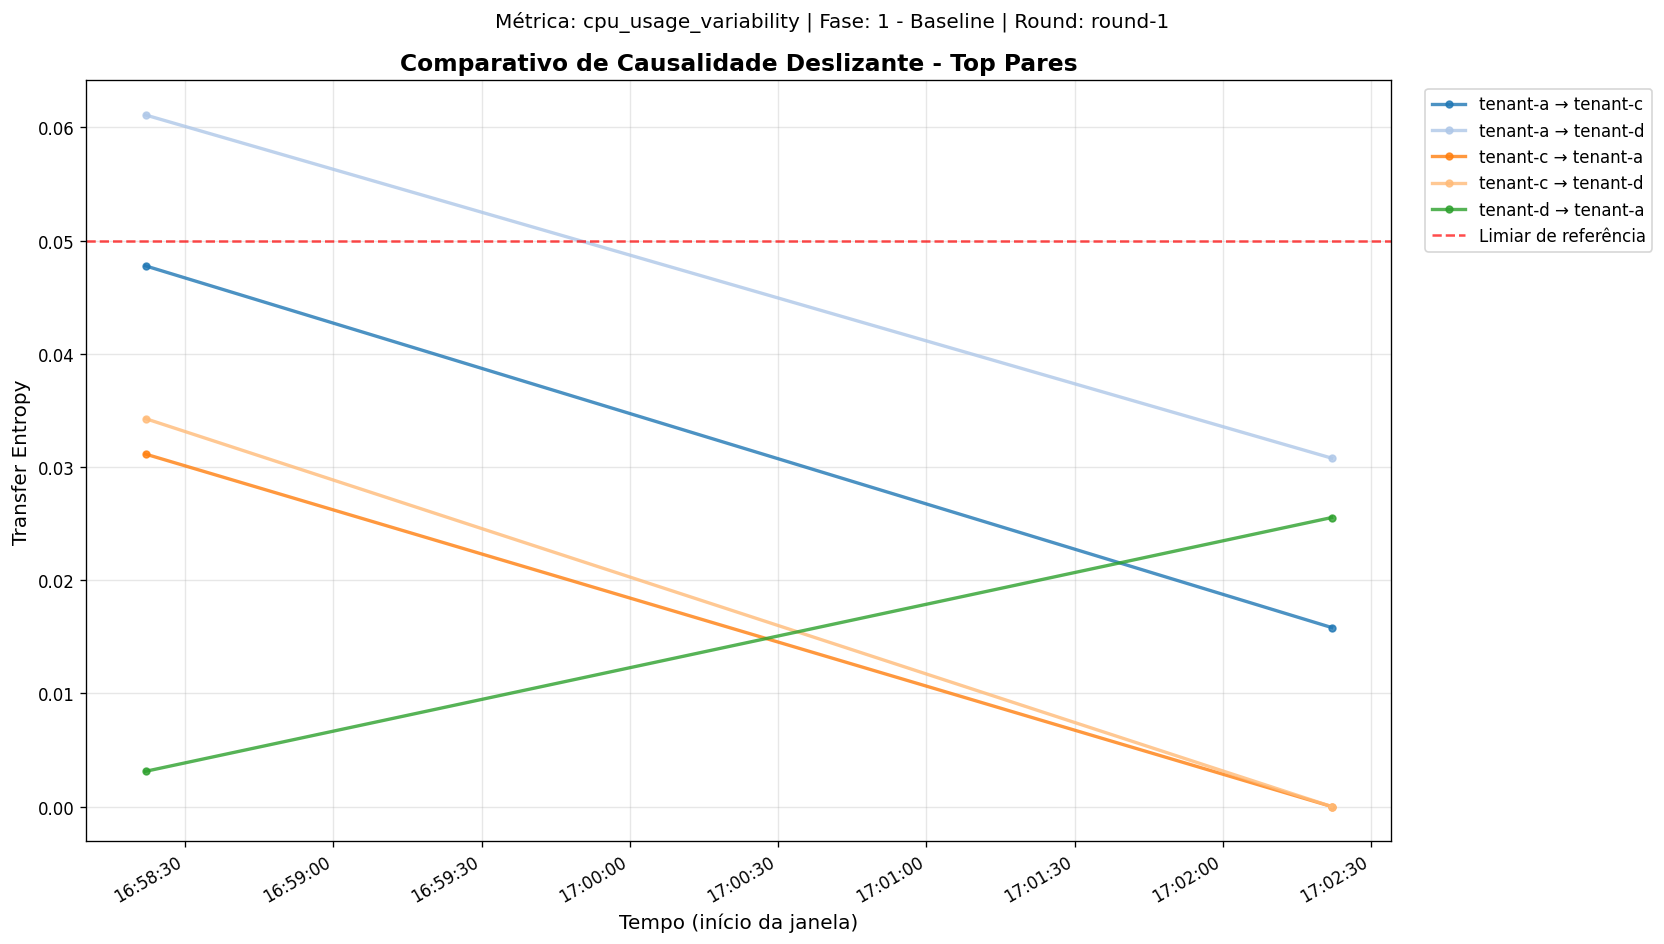 Métrica: cpu_usage_variability | Fase: 1 - Baseline | Round: round-1
Comparativo de Causalidade Deslizante - Top Pares
tenant-a → tenant-c
tenant-a → tenant-d
tenant-c → tenant-a
tenant-c → tenant-d
tenant-d → tenant-a
Limiar de referência
Transfer Entropy
0.06
0.05
0.04
0.03
0.02
0.01
0.00
16:58:30
16:59:00
16:59:30
17:00:00
17:00:30
17:01:00
17:01:30
17:02:00
17:02:30
Tempo (início da janela)